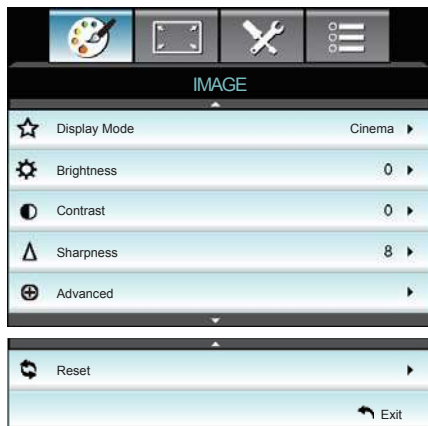 IMAGE
Display Mode Cinema
Brightness 0
Contrast 0
Sharpness 8
Advanced
Reset
Exit